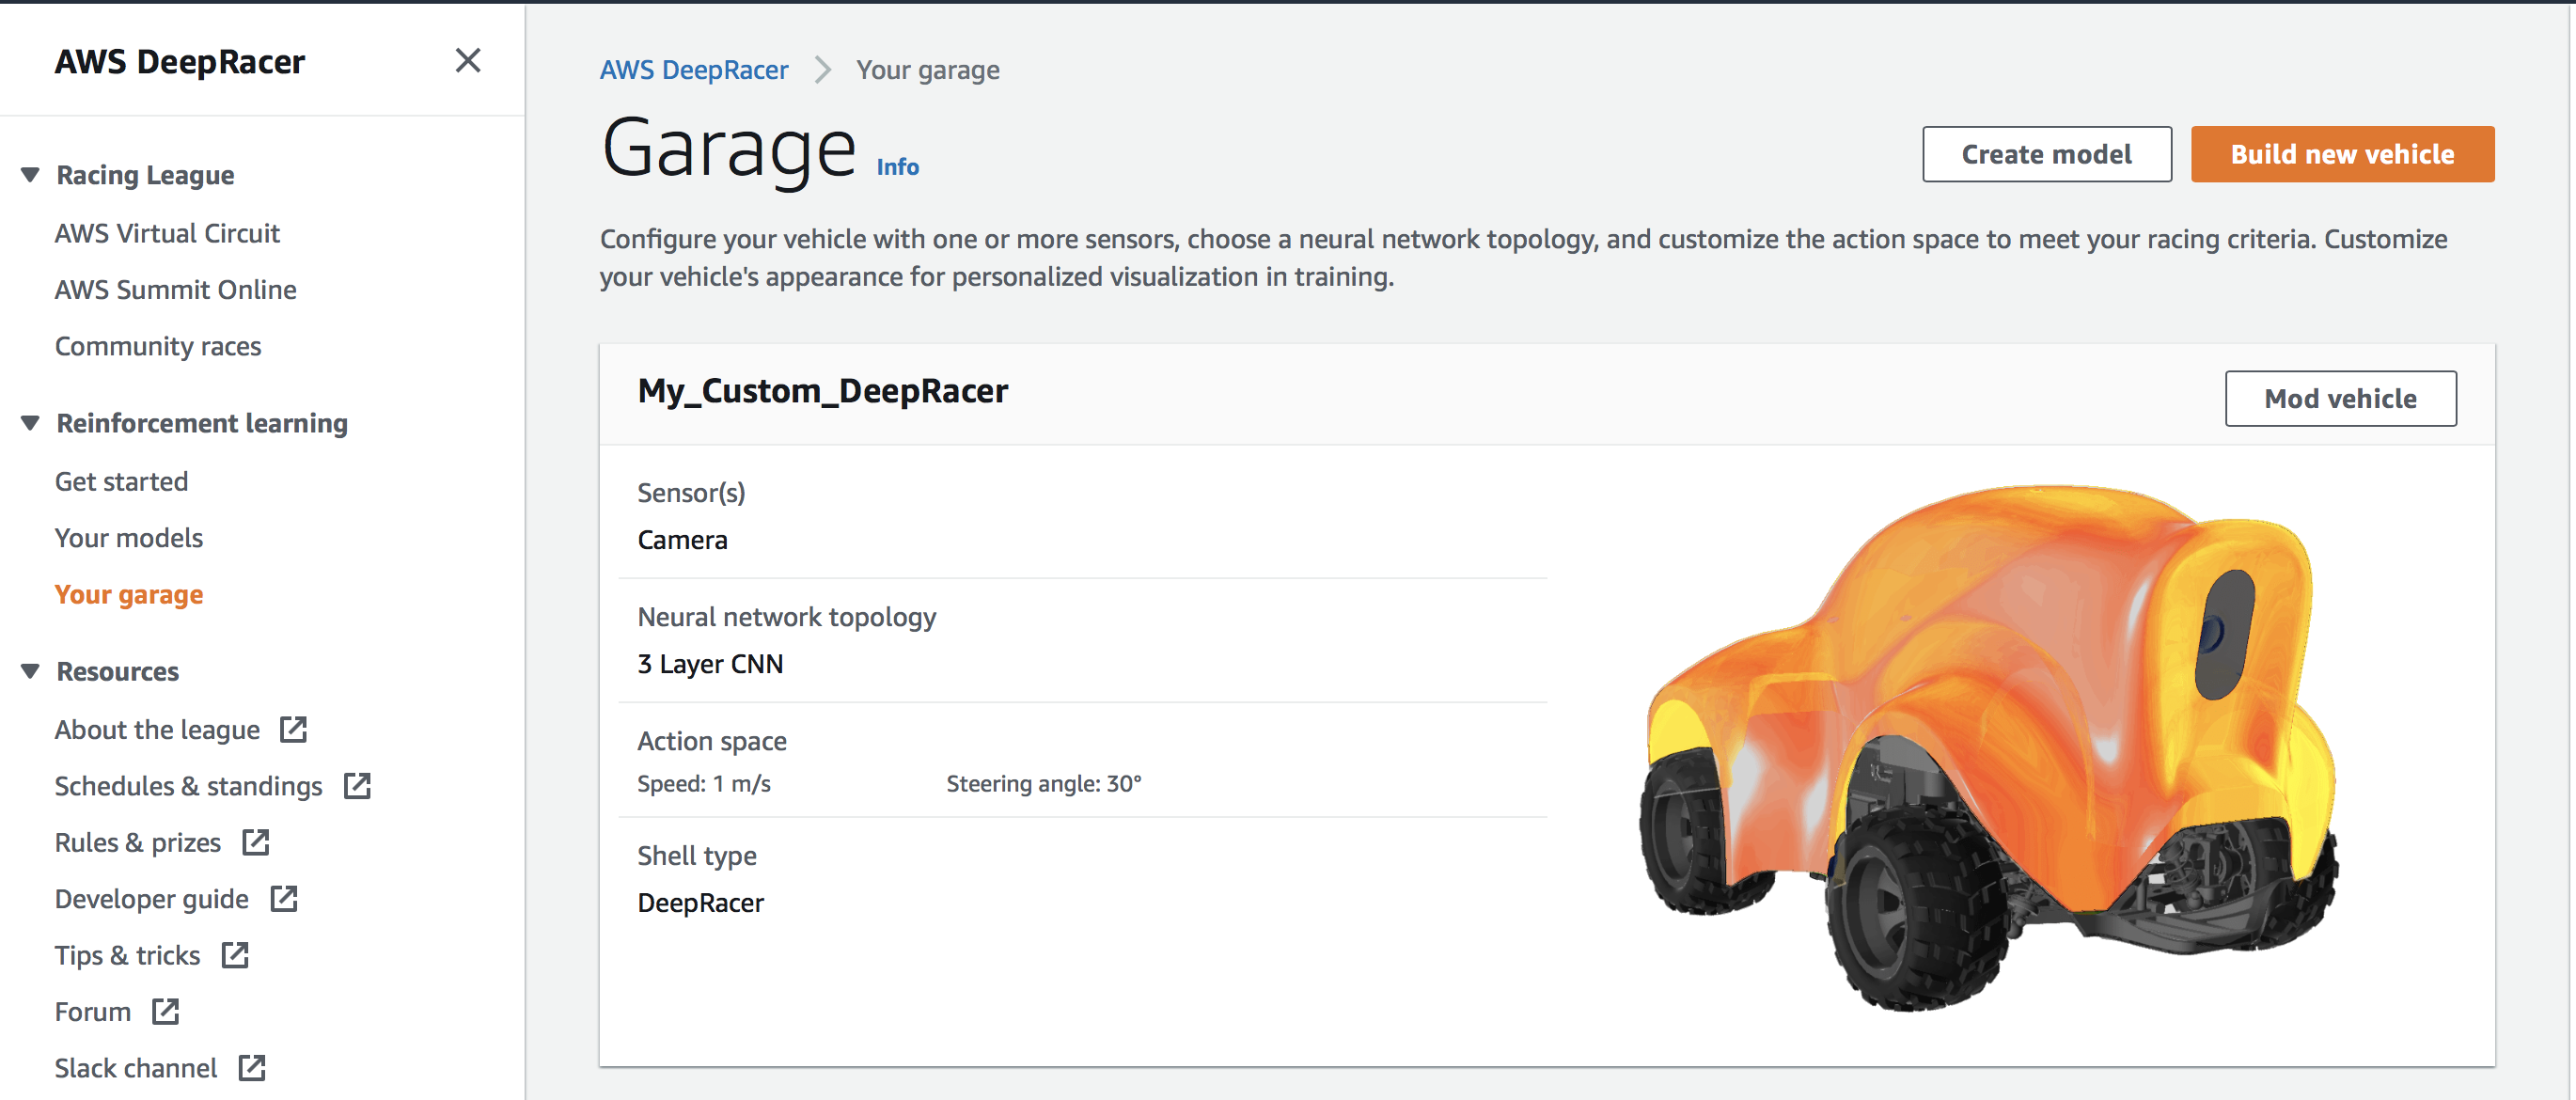 AWS DeepRacer
Racing League
AWS Virtual Circuit
AWS Summit Online
Community races
Reinforcement learning
Get started
Your models
Your garage
Resources
About the league
Schedules & standings
Rules & prizes
Developer guide
Tips & tricks
Forum
Slack channel
AWS DeepRacer > Your garage
Garage Info
Create model
Build new vehicle
Configure your vehicle with one or more sensors, choose a neural network topology, and customize the action space to meet your racing criteria. Customize
your vehicle's appearance for personalized visualization in training.
My_Custom_DeepRacer
Mod vehicle
Sensor(s)
Camera
Neural network topology
3 Layer CNN
Action space
Speed: 1 m/s Steering angle: 30°
Shell type
DeepRacer